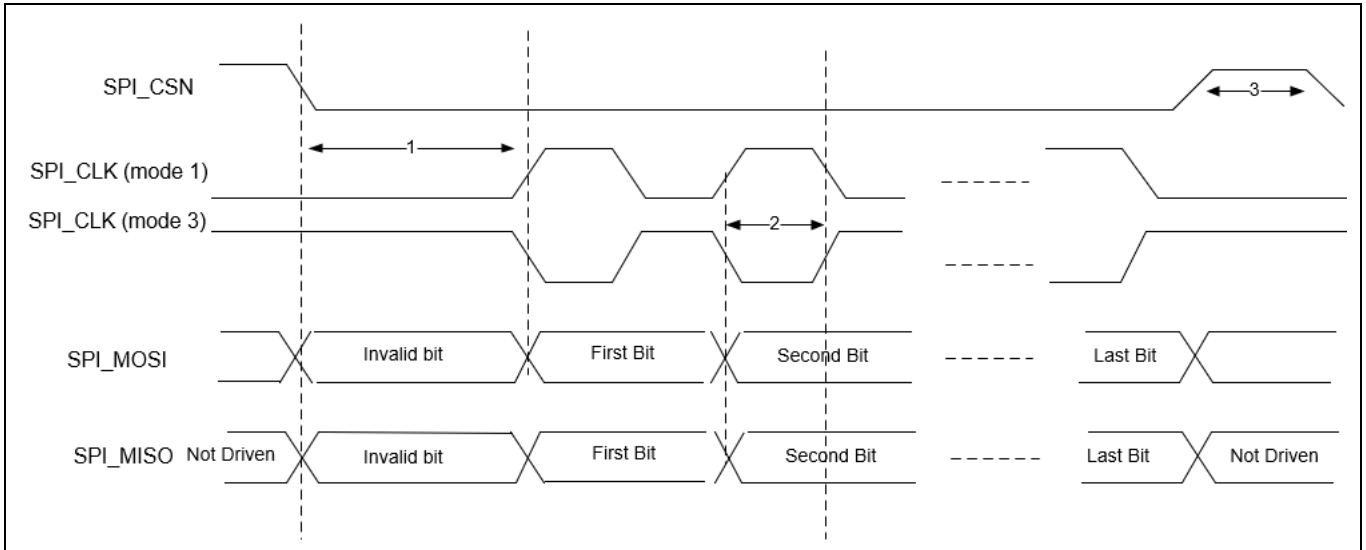 SPI_CSN
3
1
SPI_CLK (mode 1)
SPI_CLK (mode 3)
2
SPI_MOSI Invalid bit First Bit Second Bit Last Bit
SPI_MISO Not Driven Invalid bit First Bit Second Bit Last Bit Not Driven